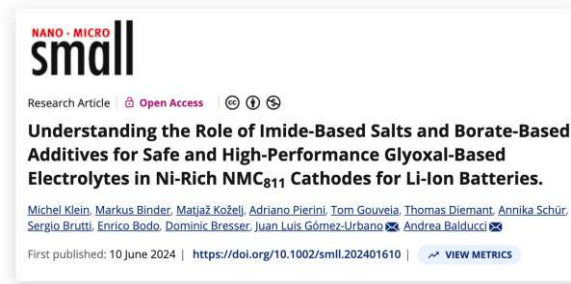 NANO · MICRO
small
Research Article Open Access
Understanding the Role of Imide-Based Salts and Borate-Based
Additives for Safe and High-Performance Glyoxal-Based
Electrolytes in Ni-Rich NMC₈₁₁ Cathodes for Li-Ion Batteries.
Michel Klein, Markus Binder, Matjaž Koželj, Adriano Pierini, Tom Gouveia, Thomas Diemant, Annika Schür,
Sergio Brutti, Enrico Bodo, Dominic Bresser, Juan Luis Gómez-Urbano, Andrea Balducci
First published: 10 June 2024 | https://doi.org/10.1002/smll.202401610 | VIEW METRICS